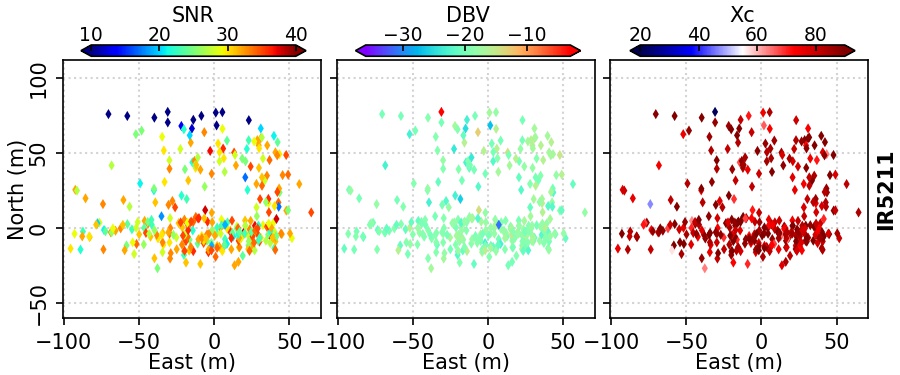 SNR DBV Xc
10 20 30 40 −30 −20 −10 20 40 60 80
100
50
0
−50
North (m)
−100 −50 0 50 −100 −50 0 50 −100 −50 0 50
East (m) East (m) East (m)
IR5211